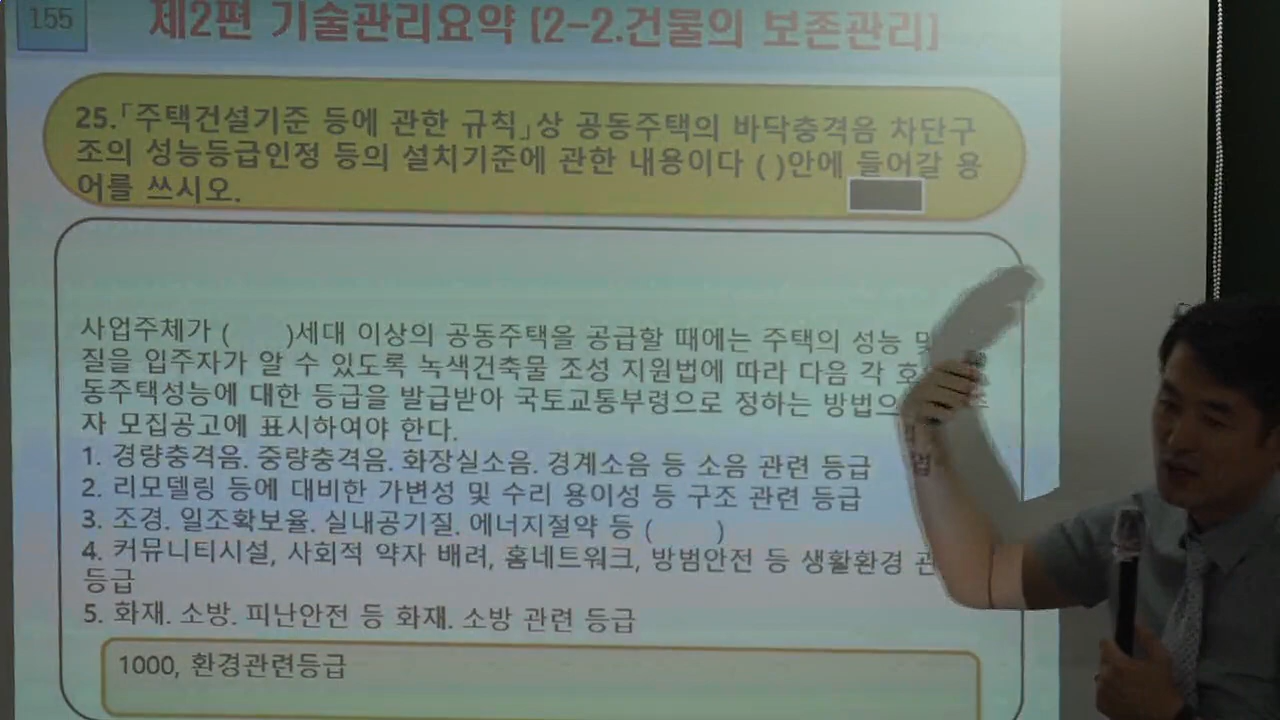 155
제2편 기술관리요약 [2-2.건물의 보존관리]
25.「주택건설기준 등에 관한 규칙」상 공동주택의 바닥충격음 차단구
조의 성능등급인정 등의 설치기준에 관한 내용이다 ( )안에 들어갈 용
어를 쓰시오.
사업주체가 ( )세대 이상의 공동주택을 공급할 때에는 주택의 성능 및
질을 입주자가 알 수 있도록 녹색건축물 조성 지원법에 따라 다음 각 호
동주택성능에 대한 등급을 발급받아 국토교통부령으로 정하는 방법으
자 모집공고에 표시하여야 한다.
1. 경량충격음. 중량충격음. 화장실소음. 경계소음 등 소음 관련 등급
2. 리모델링 등에 대비한 가변성 및 수리 용이성 등 구조 관련 등급
3. 조경. 일조확보율. 실내공기질. 에너지절약 등 ( )
4. 커뮤니티시설, 사회적 약자 배려, 홈네트워크, 방범안전 등 생활환경 관
등급
5. 화재. 소방. 피난안전 등 화재. 소방 관련 등급
1000, 환경관련등급